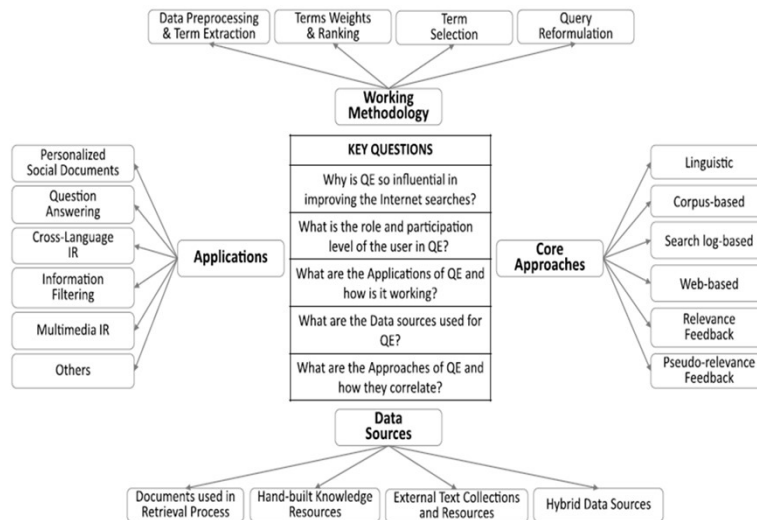 Data Preprocessing
& Term Extraction
Terms Weights
& Ranking
Term
Selection
Query
Reformulation
Working
Methodology
Personalized
Social Documents
Question
Answering
Cross-Language
IR
Information
Filtering
Multimedia IR
Others
Applications
KEY QUESTIONS
Why is QE so influential in
improving the Internet searches?
What is the role and participation
level of the user in QE?
What are the Applications of QE and
how is it working?
What are the Data sources used for
QE?
What are the Approaches of QE and
how they correlate?
Core
Approaches
Linguistic
Corpus-based
Search log-based
Web-based
Relevance
Feedback
Pseudo-relevance
Feedback
Data
Sources
Documents used in
Retrieval Process
Hand-built Knowledge
Resources
External Text Collections
and Resources
Hybrid Data Sources